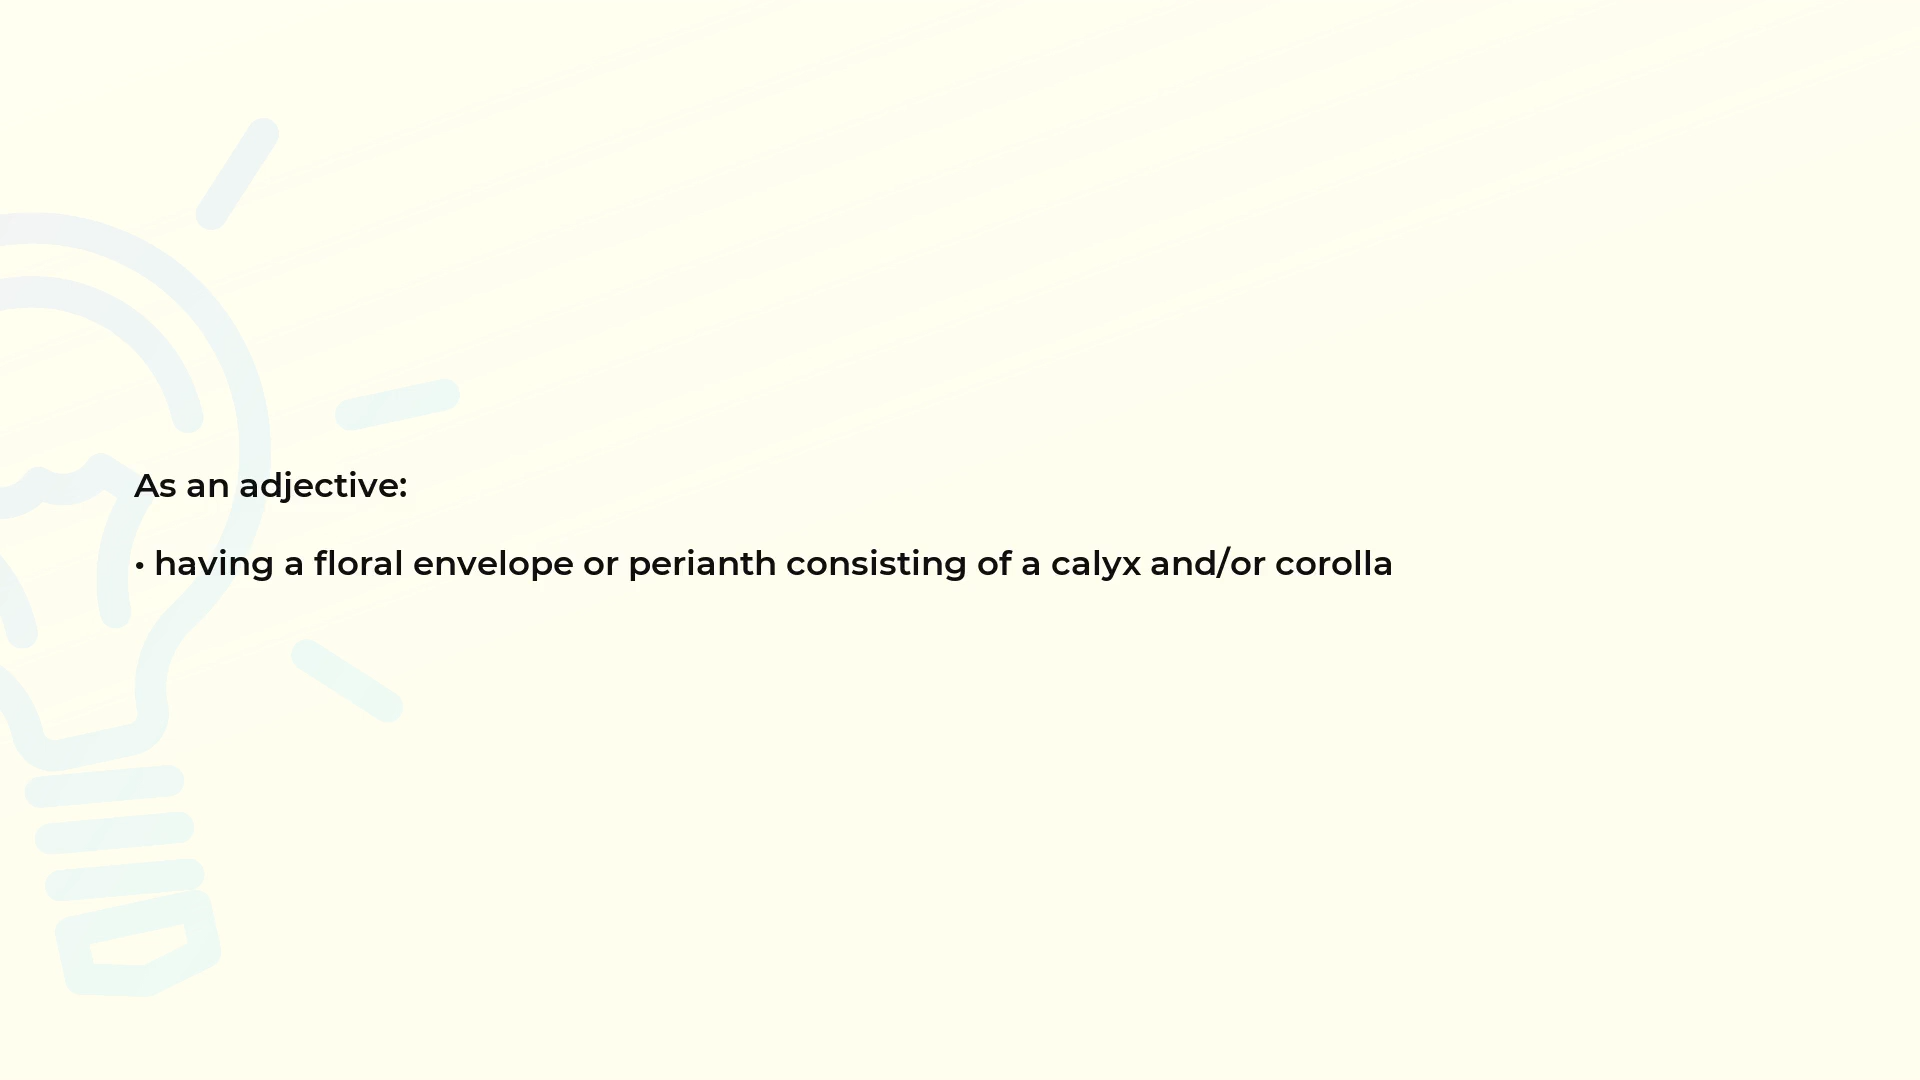 As an adjective:
• having a floral envelope or perianth consisting of a calyx and/or corolla